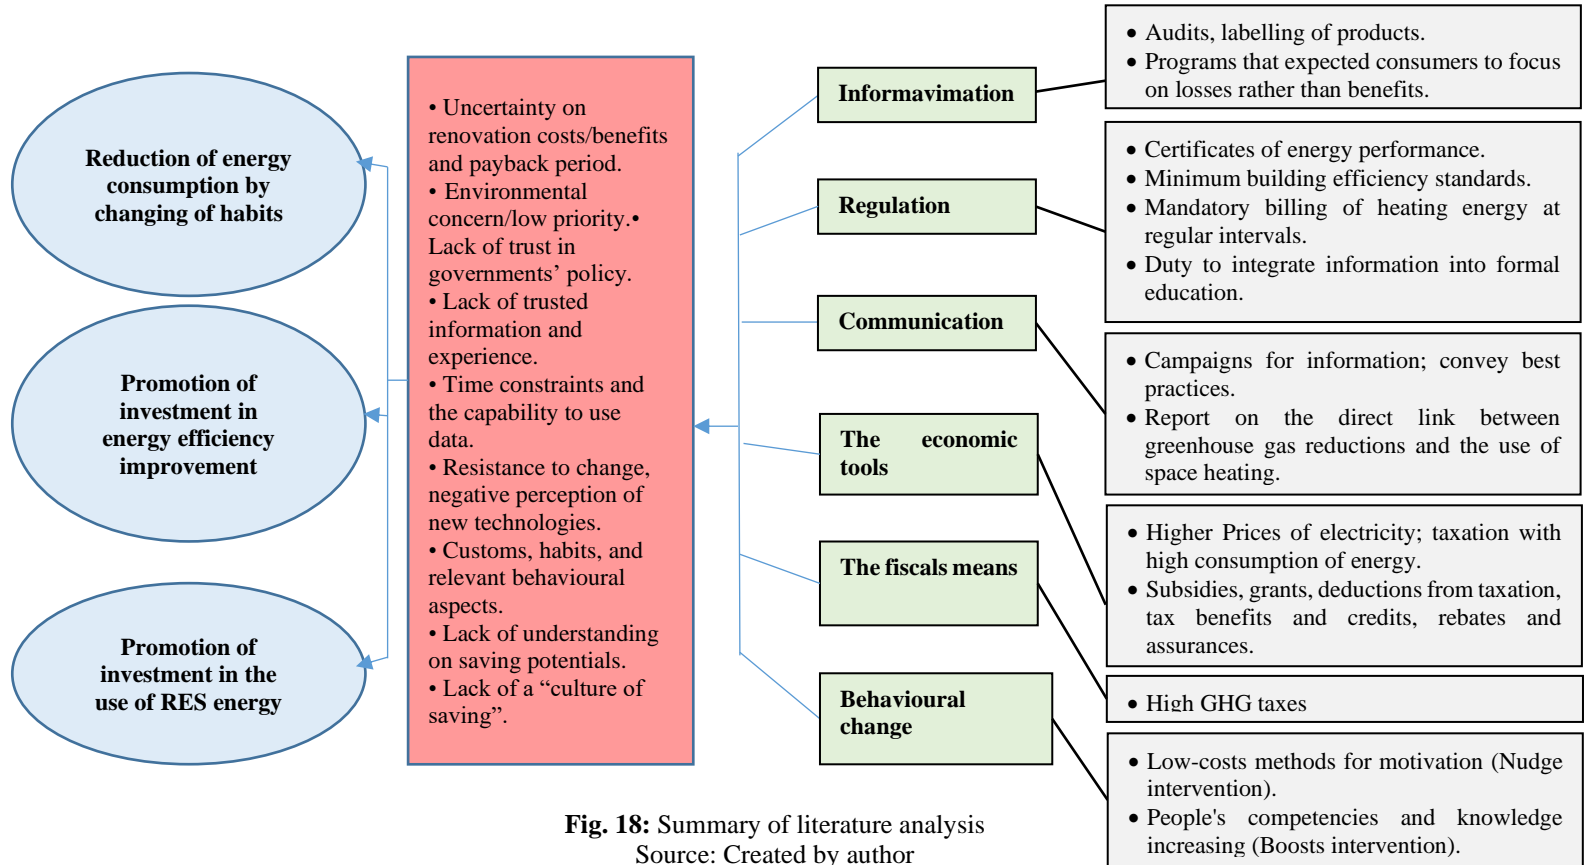 Reduction of energy
consumption by
changing of habits
Promotion of
investment in
energy efficiency
improvement
Promotion of
investment in the
use of RES energy
• Uncertainty on
renovation costs/benefits
and payback period.
• Environmental
concern/low priority.•
Lack of trust in
governments’ policy.
• Lack of trusted
information and
experience.
• Time constraints and
the capability to use
data.
• Resistance to change,
negative perception of
new technologies.
• Customs, habits, and
relevant behavioural
aspects.
• Lack of understanding
on saving potentials.
• Lack of a “culture of
saving”.
Informavimation
Regulation
Communication
The economic
tools
The fiscals means
Behavioural
change
• Audits, labelling of products.
• Programs that expected consumers to focus
on losses rather than benefits.
• Certificates of energy performance.
• Minimum building efficiency standards.
• Mandatory billing of heating energy at
regular intervals.
• Duty to integrate information into formal
education.
• Campaigns for information; convey best
practices.
• Report on the direct link between
greenhouse gas reductions and the use of
space heating.
• Higher Prices of electricity; taxation with
high consumption of energy.
• Subsidies, grants, deductions from taxation,
tax benefits and credits, rebates and
assurances.
• High GHG taxes
• Low-costs methods for motivation (Nudge
intervention).
• People's competencies and knowledge
increasing (Boosts intervention).
Fig. 18: Summary of literature analysis
Source: Created by author